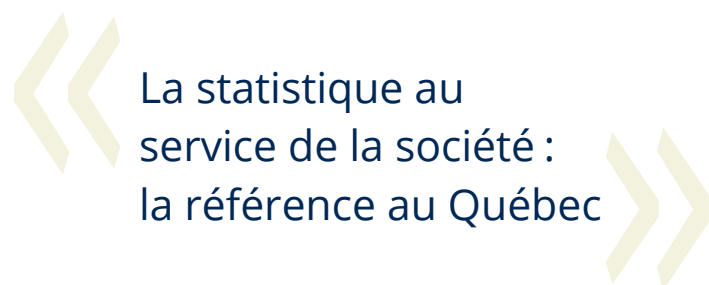 «
La statistique au
service de la société :
la référence au Québec
»